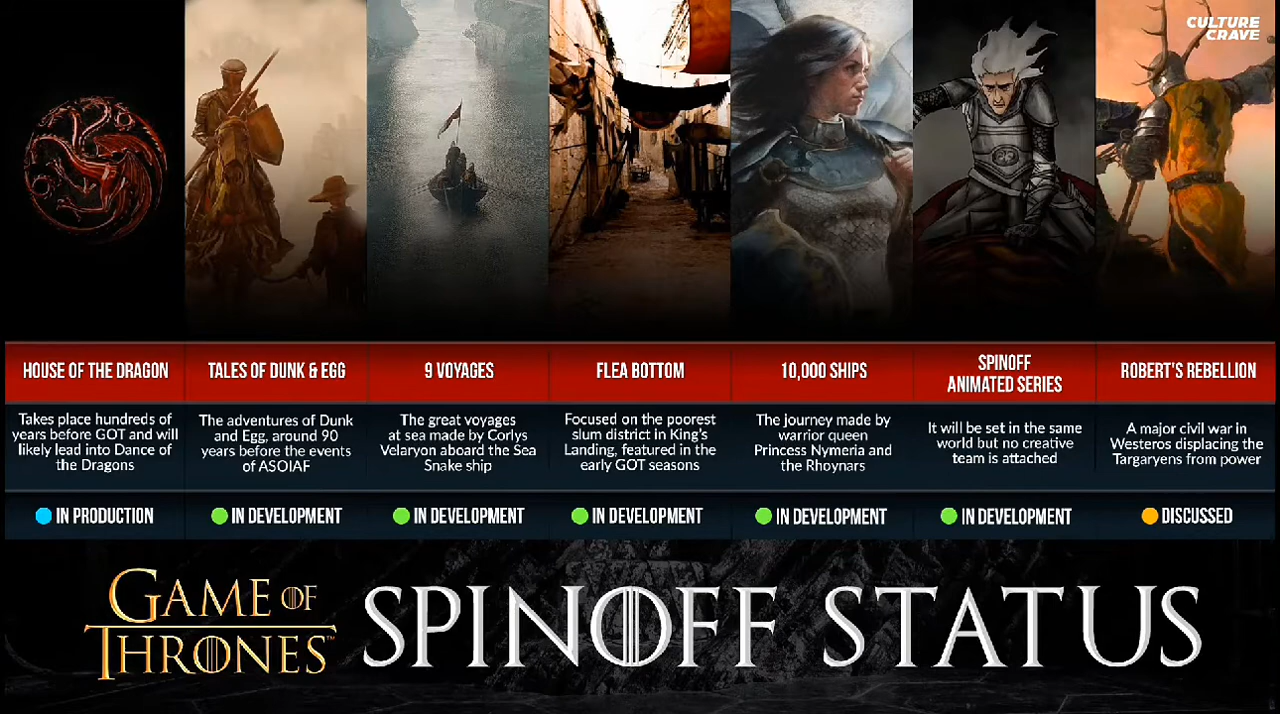 CULTURE
CRAVE
HOUSE OF THE DRAGON
TALES OF DUNK & EGG
9 VOYAGES
FLEA BOTTOM
10,000 SHIPS
SPINOFF
ANIMATED SERIES
ROBERT'S REBELLION
Takes place hundreds of
years before GOT and will
likely lead into Dance of
the Dragons
The adventures of Dunk
and Egg, around 90
years before the events
of ASOIAF
The great voyages
at sea made by Corlys
Velaryon aboard the Sea
Snake ship
Focused on the poorest
slum district in King's
Landing, featured in the
early GOT seasons
The journey made by
warrior queen
Princess Nymeria and
the Rhoynars
It will be set in the same
world but no creative
team is attached
A major civil war in
Westeros displacing the
Targaryens from power
IN PRODUCTION
IN DEVELOPMENT
IN DEVELOPMENT
IN DEVELOPMENT
IN DEVELOPMENT
IN DEVELOPMENT
DISCUSSED
GAME OF
THRONES™
SPINOFF STATUS